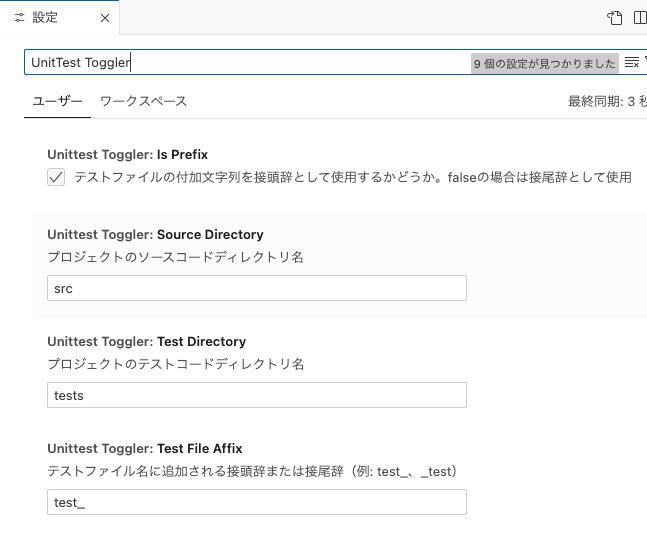 設定
UnitTest Toggler
9 個の設定が見つかりました
ユーザー ワークスペース
最終同期: 3 秒
Unittest Toggler: Is Prefix
テストファイルの付加文字列を接頭辞として使用するかどうか。falseの場合は接尾辞として使用
Unittest Toggler: Source Directory
プロジェクトのソースコードディレクトリ名
src
Unittest Toggler: Test Directory
プロジェクトのテストコードディレクトリ名
tests
Unittest Toggler: Test File Affix
テストファイル名に追加される接頭辞または接尾辞（例: test_、_test）
test_